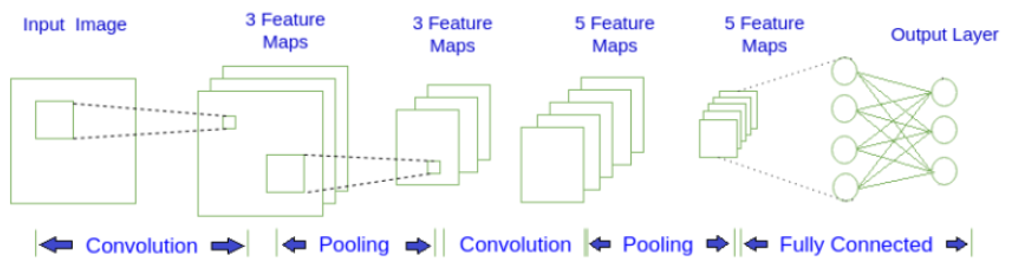 Input Image
3 Feature
Maps
3 Feature
Maps
5 Feature
Maps
5 Feature
Maps
Output Layer
Convolution
Pooling
Convolution
Pooling
Fully Connected